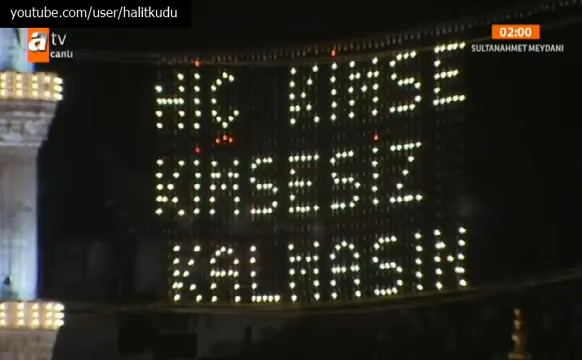 youtube.com/user/halitkudu
atv
canlı
02:00
SULTANAHMET MEYDANI
HİÇ KİMSE
KİMSESİZ
KALMASIN